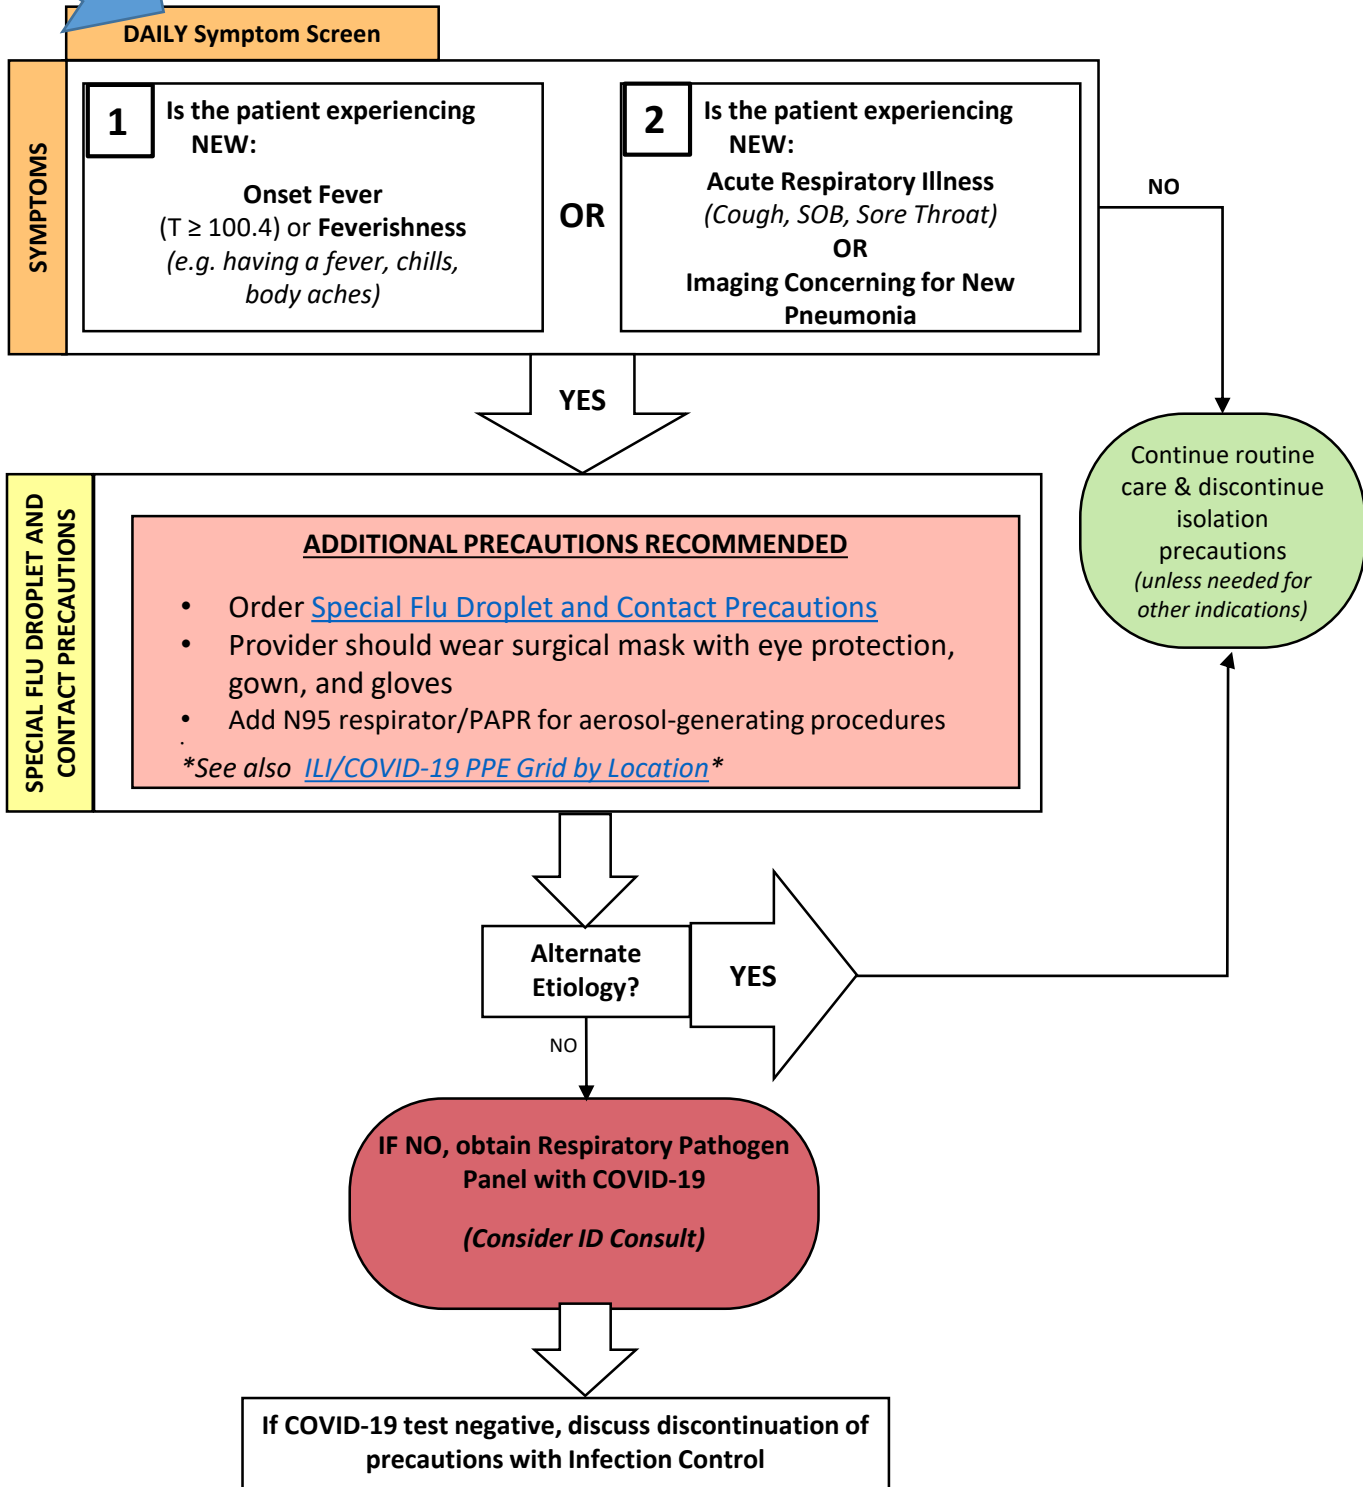 DAILY Symptom Screen
SYMPTOMS
1
Is the patient experiencing
NEW:
Onset Fever
(T ≥ 100.4) or Feverishness
(e.g. having a fever, chills,
body aches)
OR
2
Is the patient experiencing
NEW:
Acute Respiratory Illness
(Cough, SOB, Sore Throat)
OR
Imaging Concerning for New
Pneumonia
NO
YES
Continue routine
care & discontinue
isolation
precautions
(unless needed for
other indications)
SPECIAL FLU DROPLET AND
CONTACT PRECAUTIONS
ADDITIONAL PRECAUTIONS RECOMMENDED
• Order Special Flu Droplet and Contact Precautions
• Provider should wear surgical mask with eye protection,
gown, and gloves
• Add N95 respirator/PAPR for aerosol-generating procedures
*See also ILI/COVID-19 PPE Grid by Location*
Alternate
Etiology?
YES
NO
IF NO, obtain Respiratory Pathogen
Panel with COVID-19
(Consider ID Consult)
If COVID-19 test negative, discuss discontinuation of
precautions with Infection Control